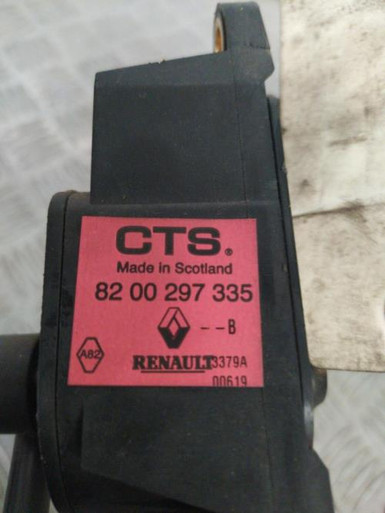 CTS®
Made in Scotland
82 00 297 335
--B
A82
RENAULT 3379A
00619